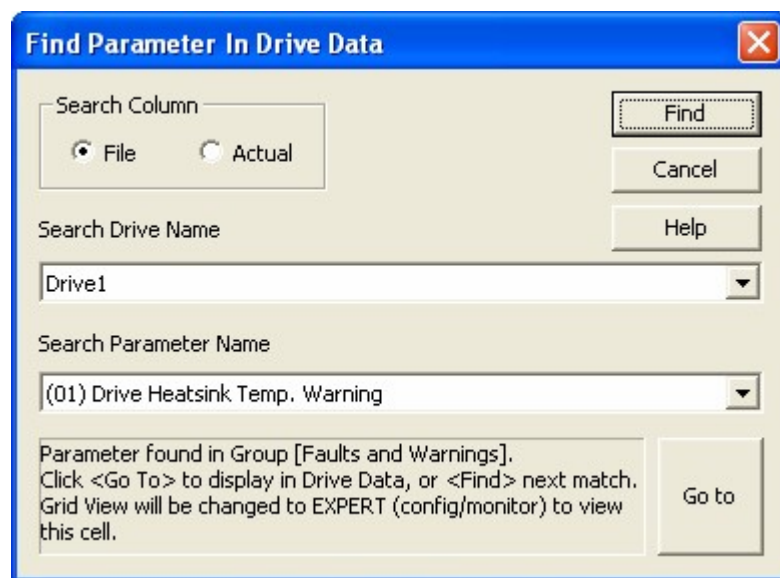 Find Parameter In Drive Data
Search Column
File Actual
Find
Cancel
Help
Search Drive Name
Drive1
Search Parameter Name
(01) Drive Heatsink Temp. Warning
Parameter found in Group [Faults and Warnings].
Click <Go To> to display in Drive Data, or <Find> next match.
Grid View will be changed to EXPERT (config/monitor) to view
this cell.
Go to